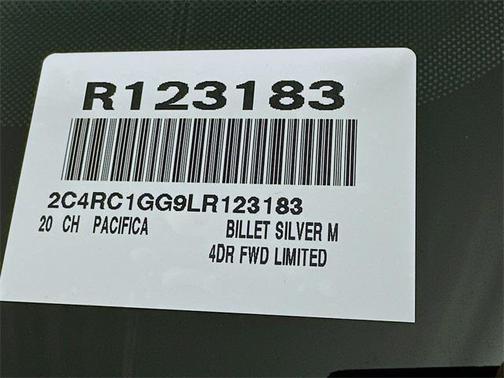 R123183
2C4RC1GG9LR123183
20 CH PACIFICA BILLET SILVER M
4DR FWD LIMITED